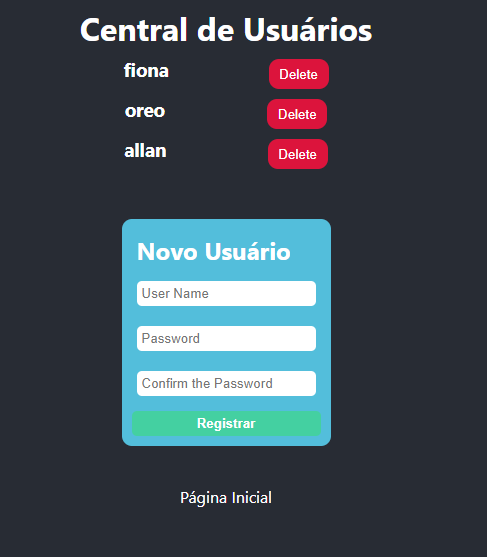 Central de Usuários
fiona Delete
oreo Delete
allan Delete
Novo Usuário
User Name
Password
Confirm the Password
Registrar
Página Inicial